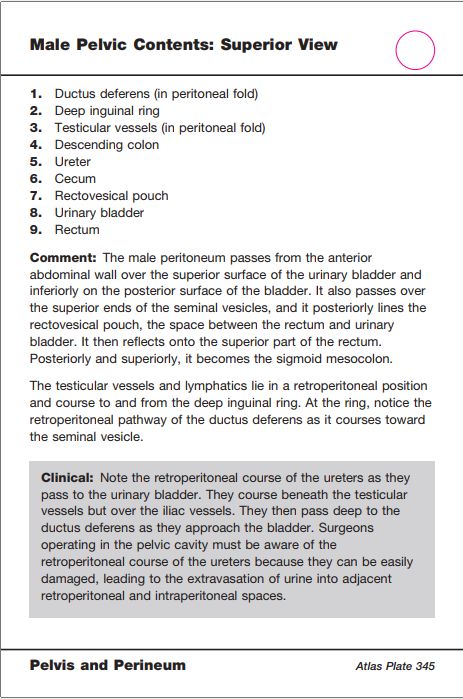 Male Pelvic Contents: Superior View
1. Ductus deferens (in peritoneal fold)
2. Deep inguinal ring
3. Testicular vessels (in peritoneal fold)
4. Descending colon
5. Ureter
6. Cecum
7. Rectovesical pouch
8. Urinary bladder
9. Rectum
Comment: The male peritoneum passes from the anterior
abdominal wall over the superior surface of the urinary bladder and
inferiorly on the posterior surface of the bladder. It also passes over
the superior ends of the seminal vesicles, and it posteriorly lines the
rectovesical pouch, the space between the rectum and urinary
bladder. It then reflects onto the superior part of the rectum.
Posteriorly and superiorly, it becomes the sigmoid mesocolon.
The testicular vessels and lymphatics lie in a retroperitoneal position
and course to and from the deep inguinal ring. At the ring, notice the
retroperitoneal pathway of the ductus deferens as it courses toward
the seminal vesicle.
Clinical: Note the retroperitoneal course of the ureters as they
pass to the urinary bladder. They course beneath the testicular
vessels but over the iliac vessels. They then pass deep to the
ductus deferens as they approach the bladder. Surgeons
operating in the pelvic cavity must be aware of the
retroperitoneal course of the ureters because they can be easily
damaged, leading to the extravasation of urine into adjacent
retroperitoneal and intraperitoneal spaces.
Pelvis and Perineum
Atlas Plate 345